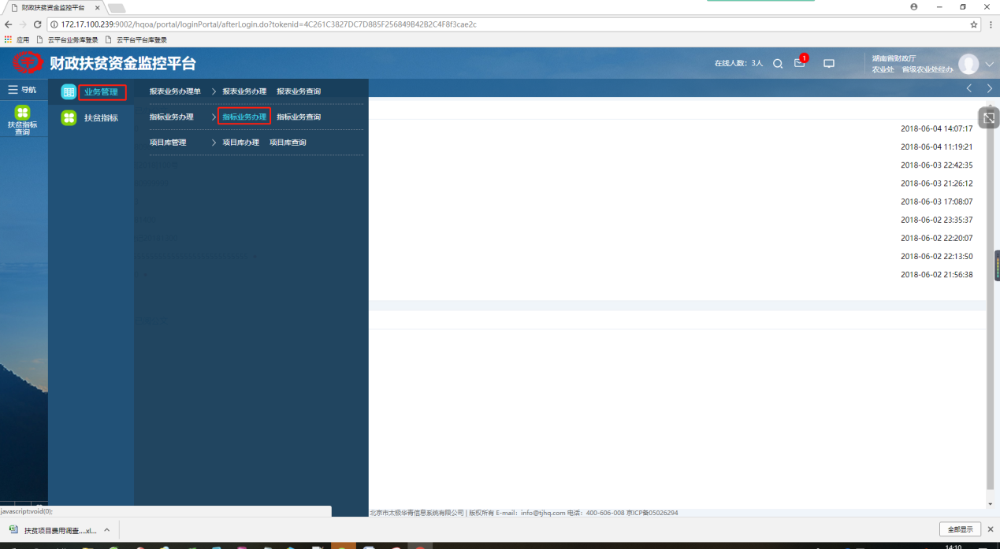 财政扶贫资金监控平台
172.17.100.239:9002/hqoa/portal/loginPortal/afterLogin.do?tokenid=4C261C3827DC7D885F256849B42B2C4F8f3cae2c
应用 云平台业务库登录 云平台平台库登录
财政扶贫资金监控平台
在线人数：3人
1
湖南省财政厅
农业处 省级农业处经办
导航
业务管理
扶贫指标
扶贫指标
查询
报表业务办理单 报表业务办理 报表业务查询
指标业务办理 指标业务办理 指标业务查询
项目库管理 项目库办理 项目库查询
2018-06-04 14:07:17
2018-06-04 11:19:21
2018-06-03 22:42:35
2018-06-03 21:26:12
2018-06-03 17:08:07
2018-06-02 23:35:37
2018-06-02 22:20:07
2018-06-02 22:13:50
2018-06-02 21:56:38
javascript:void(0);
北京市太极华青信息系统有限公司 | 版权所有 E-mail：info@tjhq.com 电话：400-606-008 京ICP备05026294
扶贫项目费用调查....xl...
全部显示
14:10